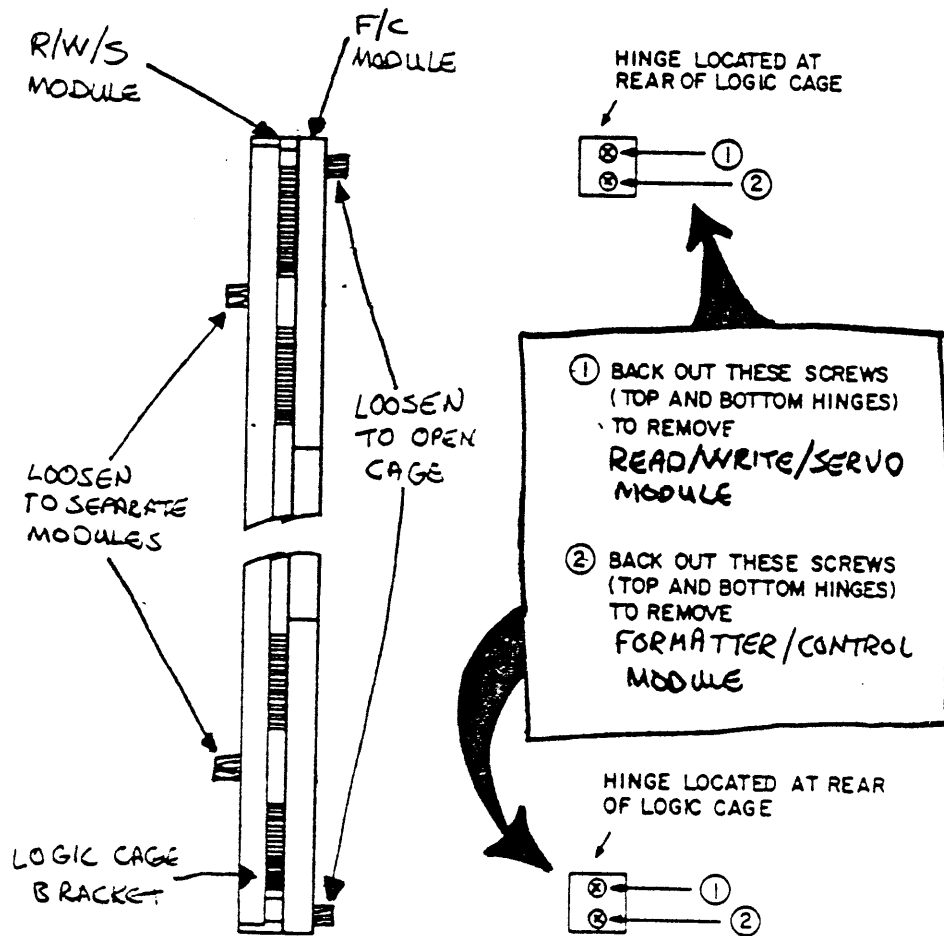 R/W/S
MODULE
F/C
MODULE
HINGE LOCATED AT
REAR OF LOGIC CAGE
1
2
LOOSEN
TO OPEN
CAGE
LOOSEN
TO SEPARATE
MODULES
1 BACK OUT THESE SCREWS
(TOP AND BOTTOM HINGES)
TO REMOVE
READ/WRITE/SERVO
MODULE
2 BACK OUT THESE SCREWS
(TOP AND BOTTOM HINGES)
TO REMOVE
FORMATTER/CONTROL
MODULE
LOGIC CAGE
BRACKET
HINGE LOCATED AT REAR
OF LOGIC CAGE
1
2